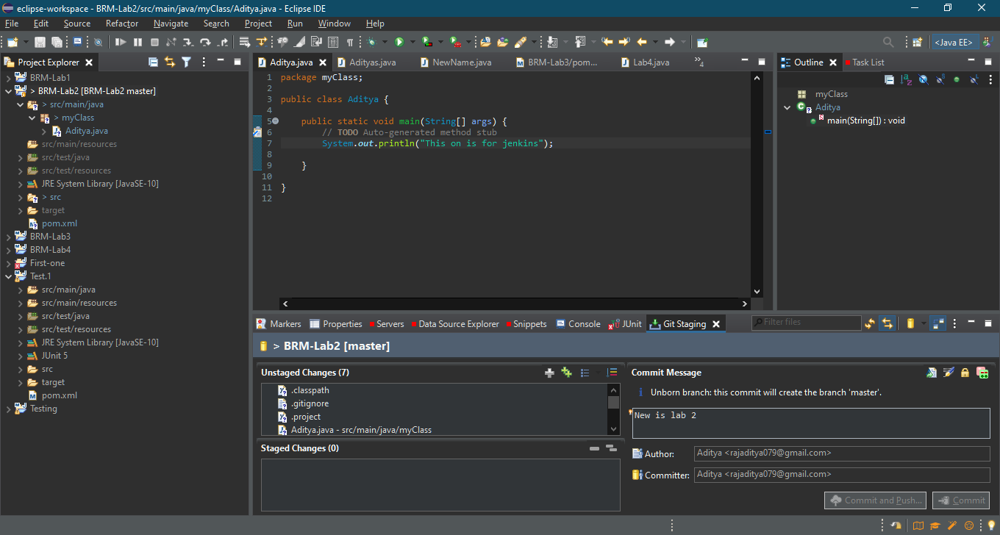 eclipse-workspace - BRM-Lab2/src/main/java/myClass/Aditya.java - Eclipse IDE
File Edit Source Refactor Navigate Search Project Run Window Help
<Java EE>
Project Explorer
BRM-Lab1
> BRM-Lab2 [BRM-Lab2 master]
> src/main/java
> myClass
Aditya.java
src/main/resources
src/test/java
src/test/resources
JRE System Library [JavaSE-10]
> src
target
pom.xml
BRM-Lab3
BRM-Lab4
First-one
Test.1
src/main/java
src/main/resources
src/test/java
src/test/resources
JRE System Library [JavaSE-10]
JUnit 5
src
target
pom.xml
Testing
Aditya.java Adityas.java NewName.java BRM-Lab3/pom... Lab4.java »4
1 package myClass;
2
3 public class Aditya {
4
5 public static void main(String[] args) {
6 // TODO Auto-generated method stub
7 System.out.println("This on is for jenkins");
8
9 }
10
11 }
12
Outline Task List
myClass
Aditya
main(String[]) : void
Markers Properties Servers Data Source Explorer Snippets Console JUnit Git Staging Filter files
> BRM-Lab2 [master]
Unstaged Changes (7)
.classpath
.gitignore
.project
Aditya.java - src/main/java/myClass
Staged Changes (0)
Commit Message
Unborn branch: this commit will create the branch 'master'.
New is lab 2
Author: Aditya <rajaditya079@gmail.com>
Committer: Aditya <rajaditya079@gmail.com>
Commit and Push... Commit